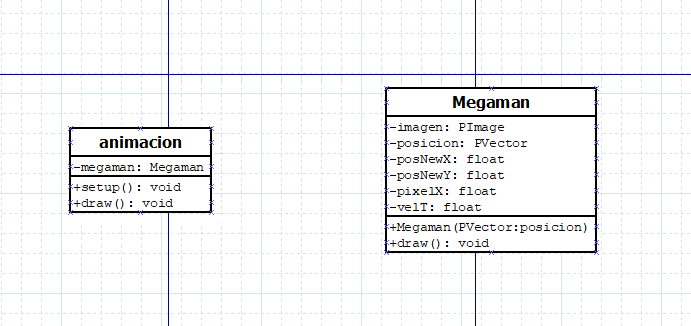 animacion
-megaman: Megaman
+setup(): void
+draw(): void
Megaman
-imagen: PImage
-posicion: PVector
-posNewX: float
-posNewY: float
-pixelX: float
-velT: float
+Megaman(PVector:posicion)
+draw(): void